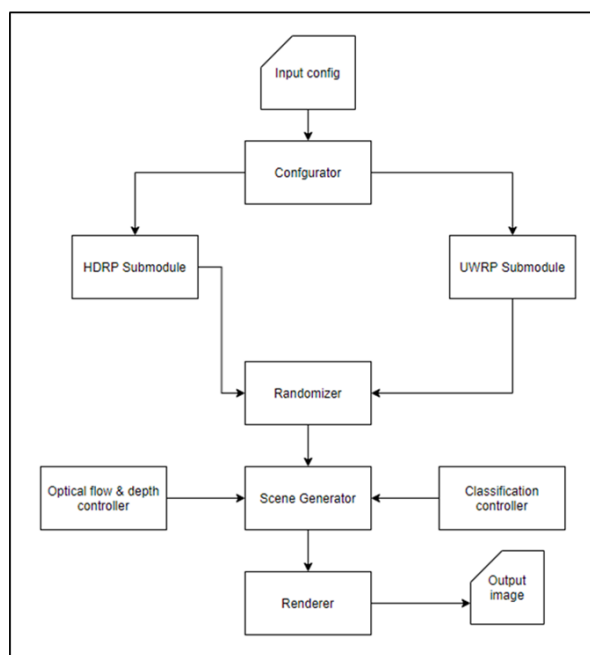 Input config
Confgurator
HDRP Submodule
UWRP Submodule
Randomizer
Optical flow & depth
controller
Scene Generator
Classification
controller
Renderer
Output
image